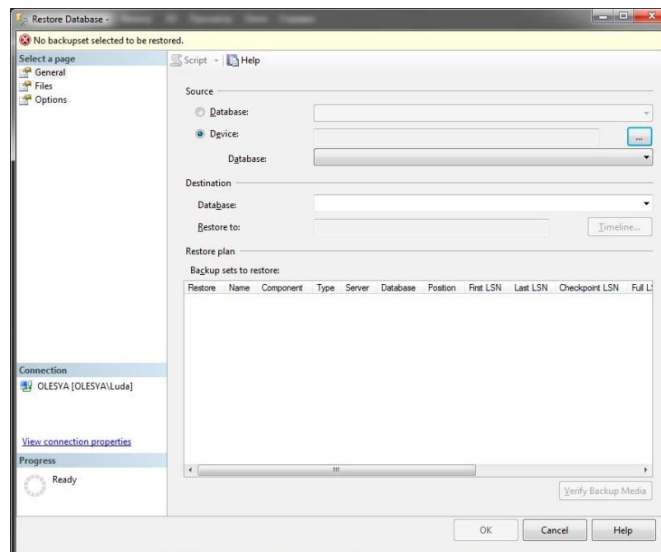 Restore Database -
No backupset selected to be restored.
Select a page
General
Files
Options
Script
Help
Source
Database:
Device:
...
Database:
Destination
Database:
Restore to:
Timeline...
Restore plan
Backup sets to restore:
Restore Name Component Type Server Database Position First LSN Last LSN Checkpoint LSN Full L
Connection
OLESYA [OLESYA\Luda]
View connection properties
Progress
Ready
Verify Backup Media
OK Cancel Help